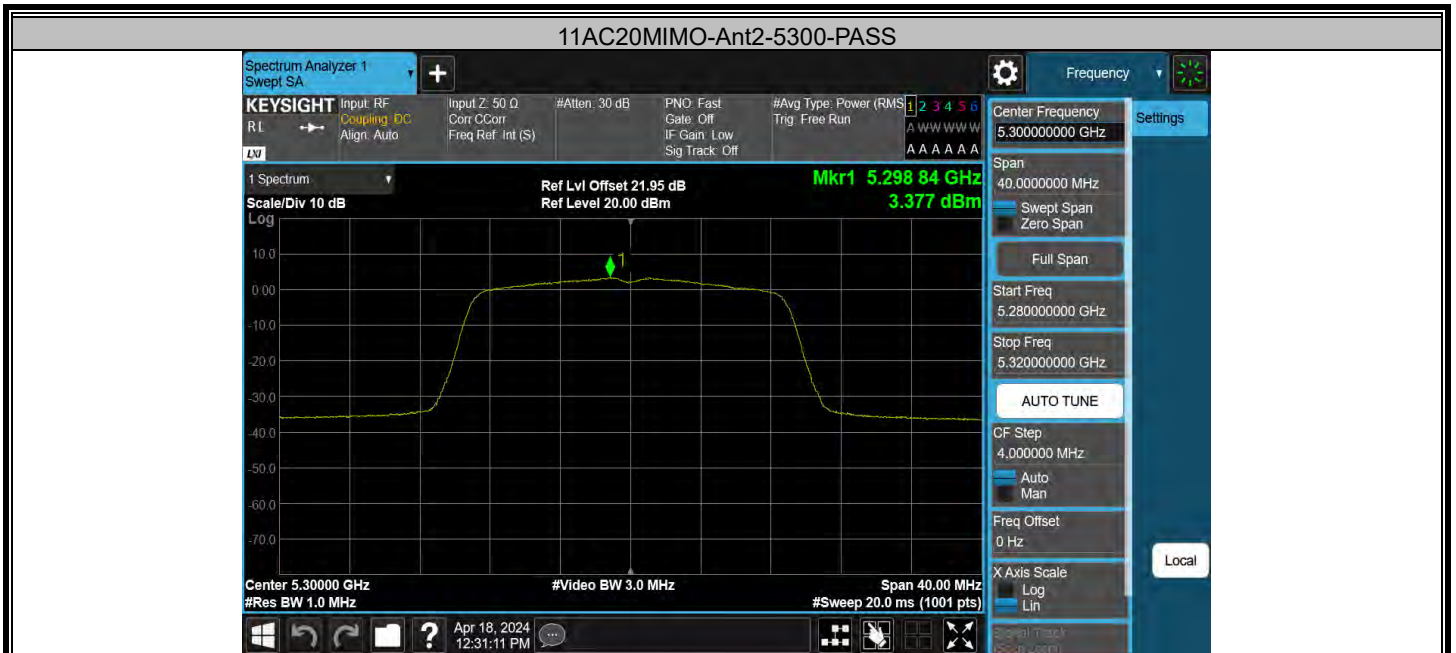 11AC20MIMO-Ant2-5300-PASS
Spectrum Analyzer 1
Swept SA
+
Frequency
KEYSIGHT
RL
LXI
Input: RF
Coupling: DC
Align: Auto
Input Z: 50 Ω
Corr CCorr
Freq Ref: Int (S)
#Atten: 30 dB
PNO: Fast
Gate: Off
IF Gain: Low
Sig Track: Off
#Avg Type: Power (RMS
Trig: Free Run
1 2 3 4 5 6
A W W W W W
A A A A A A
1 Spectrum
Scale/Div 10 dB
Log
Ref Lvl Offset 21.95 dB
Ref Level 20.00 dBm
Mkr1 5.298 84 GHz
3.377 dBm
1
10.0
0.00
-10.0
-20.0
-30.0
-40.0
-50.0
-60.0
-70.0
Center 5.30000 GHz
#Res BW 1.0 MHz
#Video BW 3.0 MHz
Span 40.00 MHz
#Sweep 20.0 ms (1001 pts)
Center Frequency
5.300000000 GHz
Settings
Span
40.0000000 MHz
Swept Span
Zero Span
Full Span
Start Freq
5.280000000 GHz
Stop Freq
5.320000000 GHz
AUTO TUNE
CF Step
4.000000 MHz
Auto
Man
Freq Offset
0 Hz
X Axis Scale
Log
Lin
Local
?
Apr 18, 2024
12:31:11 PM